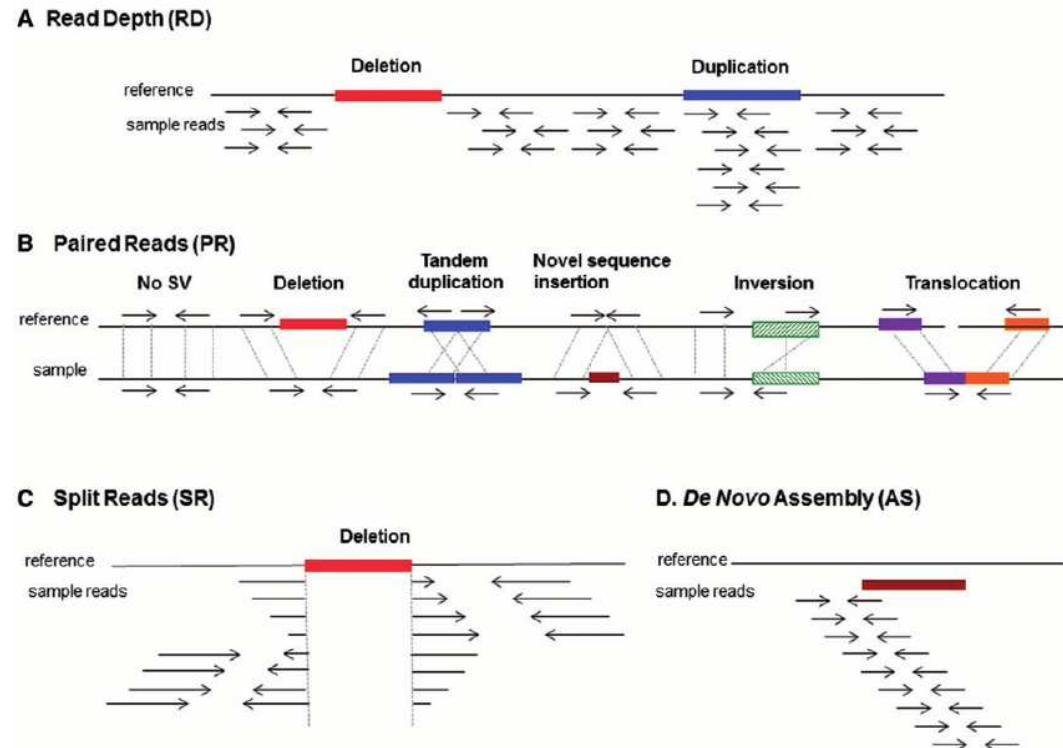 A Read Depth (RD)
Deletion
Duplication
reference
sample reads
B Paired Reads (PR)
No SV
Deletion
Tandem
duplication
Novel sequence
insertion
Inversion
Translocation
reference
sample
C Split Reads (SR)
Deletion
reference
sample reads
D. De Novo Assembly (AS)
reference
sample reads